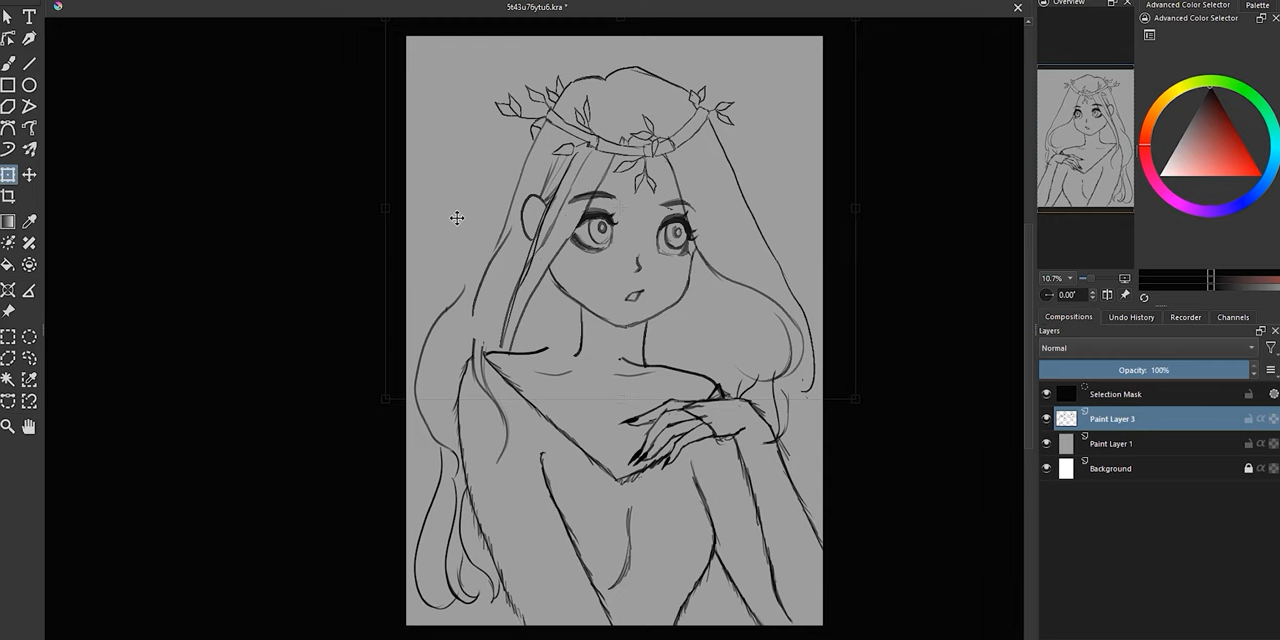 9t43u76ytu6.kra *
Overview
Advanced Color Selector
Palette
Advanced Color Selector
10.7%
0.00°
Compositions
Undo History
Recorder
Channels
Layers
Normal
Opacity: 100%
Selection Mask
Paint Layer 3
Paint Layer 1
Background